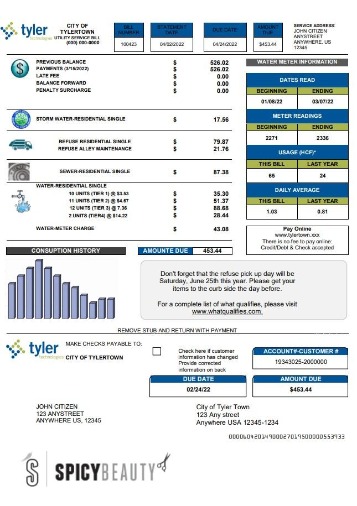 tyler
technologies
CITY OF
TYLERTOWN
UTILITY SERVICE BILL
(000) 000-0000
BILL NUMBER
100423
STATEMENT DATE
04/02/2022
DUE DATE
04/24/2022
AMOUNT DUE
$453.44
SERVICE ADDRESS
JOHN CITIZEN
ANYSTREET
ANYWHERE, US
12345
PREVIOUS BALANCE $ 526.02
PAYMENTS (3/16/2022) $ 526.02
LATE FEE $ 0.00
BALANCE FORWARD $ 0.00
PENALTY SURCHARGE $ 0.00
STORM WATER-RESIDENTIAL SINGLE $ 17.56
REFUSE RESIDENTIAL SINGLE $ 79.87
REFUSE ALLEY MAINTENANCE $ 21.76
SEWER-RESIDENTIAL SINGLE $ 87.38
WATER-RESIDENTIAL SINGLE
10 UNITS (TIER 1) @ $3.53 $ 35.30
11 UNITS (TIER 2) @ $4.67 $ 51.37
12 UNITS (TIER 3) @ 7.36 $ 88.68
2 UNITS (TIER4) @ $14.22 $ 28.44
WATER-METER CHARGE $ 43.08
WATER METER INFORMATION
DATES READ
BEGINNING ENDING
01/08/22 03/07/22
METER READINGS
BEGINNING ENDING
2271 2336
USAGE (HCF)*
THIS BILL LAST YEAR
65 24
DAILY AVERAGE
THIS BILL LAST YEAR
1.03 0.81
Pay Online
www.tylertown.xxx
There is no fee to pay online:
Credit/Debt & Check accepted
CONSUPTION HISTORY
AMOUNTE DUE 453.44
Don't forget that the refuse pick up day will be
Saturday, June 25th this year. Please get your
items to the curb side the day before.
For a complete list of what qualifies, please visit
www.whatqualifies.com.
REMOVE STUB AND RETURN WITH PAYMENT
tyler
technologies
MAKE CHECKS PAYABLE TO:
CITY OF TYLERTOWN
Check here if customer
information has changed
Provide corrected
information on back
ACCOUNT#-CUSTOMER #
19343025-2000000
DUE DATE
02/24/22
AMOUNT DUE
$453.44
JOHN CITIZEN
123 ANYSTREET
ANYWHERE US, 12345
City of Tyler Town
123 Any street
Anywhere USA 12345-1234
SPICYBEAUTY